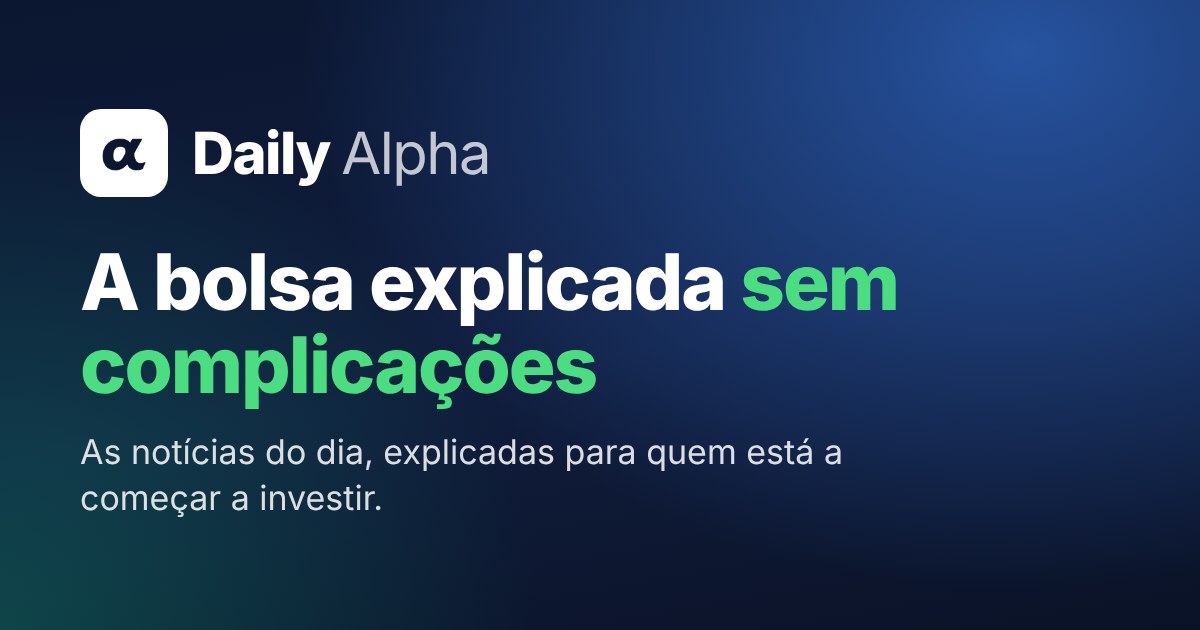 α Daily Alpha
A bolsa explicada sem
complicações
As notícias do dia, explicadas para quem está a
começar a investir.